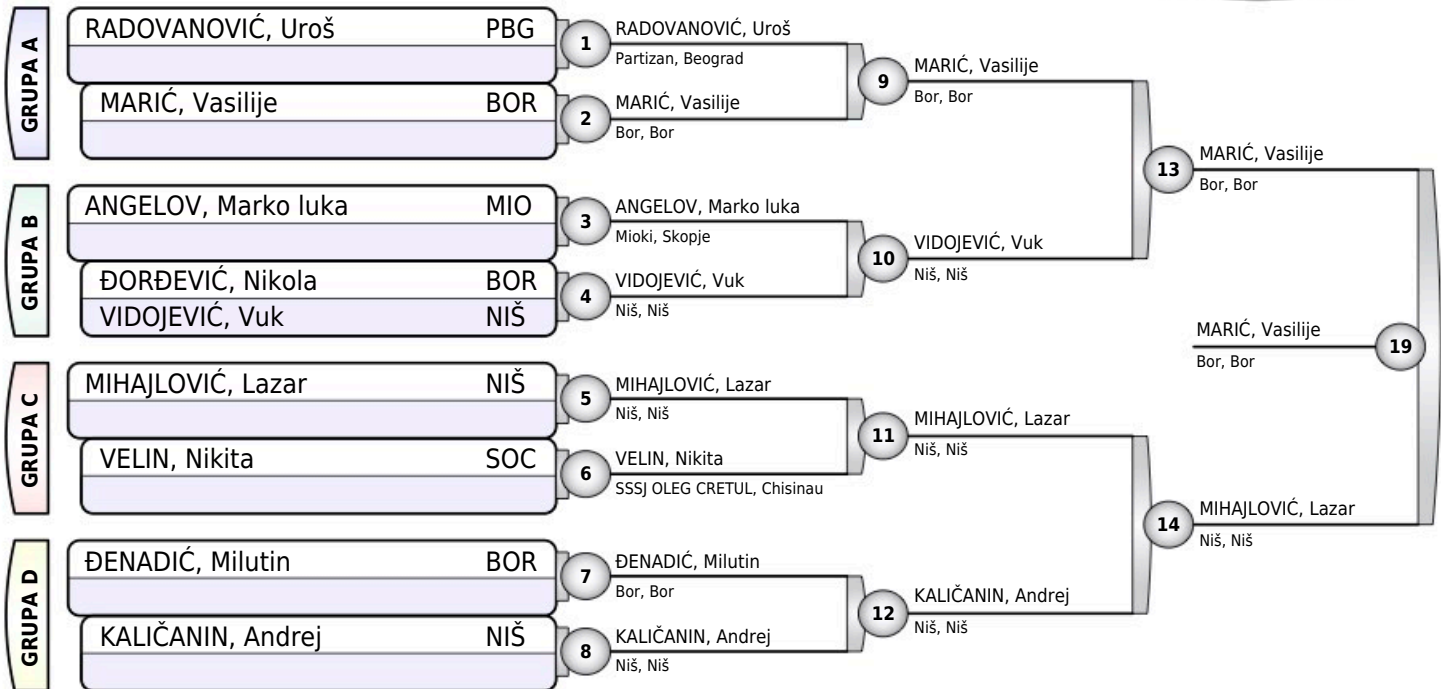 GRUPA A
RADOVANOVIĆ, Uroš PBG
MARIĆ, Vasilije BOR
GRUPA B
ANGELOV, Marko luka MIO
ĐORĐEVIĆ, Nikola BOR
VIDOJEVIĆ, Vuk NIŠ
GRUPA C
MIHAJLOVIĆ, Lazar NIŠ
VELIN, Nikita SOC
GRUPA D
ĐENADIĆ, Milutin BOR
KALIČANIN, Andrej NIŠ
1 RADOVANOVIĆ, Uroš
Partizan, Beograd
2 MARIĆ, Vasilije
Bor, Bor
3 ANGELOV, Marko luka
Mioki, Skopje
4 VIDOJEVIĆ, Vuk
Niš, Niš
5 MIHAJLOVIĆ, Lazar
Niš, Niš
6 VELIN, Nikita
SSSJ OLEG CRETUL, Chisinau
7 ĐENADIĆ, Milutin
Bor, Bor
8 KALIČANIN, Andrej
Niš, Niš
9 MARIĆ, Vasilije
Bor, Bor
10 VIDOJEVIĆ, Vuk
Niš, Niš
11 MIHAJLOVIĆ, Lazar
Niš, Niš
12 KALIČANIN, Andrej
Niš, Niš
13 MARIĆ, Vasilije
Bor, Bor
14 MIHAJLOVIĆ, Lazar
Niš, Niš
MARIĆ, Vasilije 19
Bor, Bor